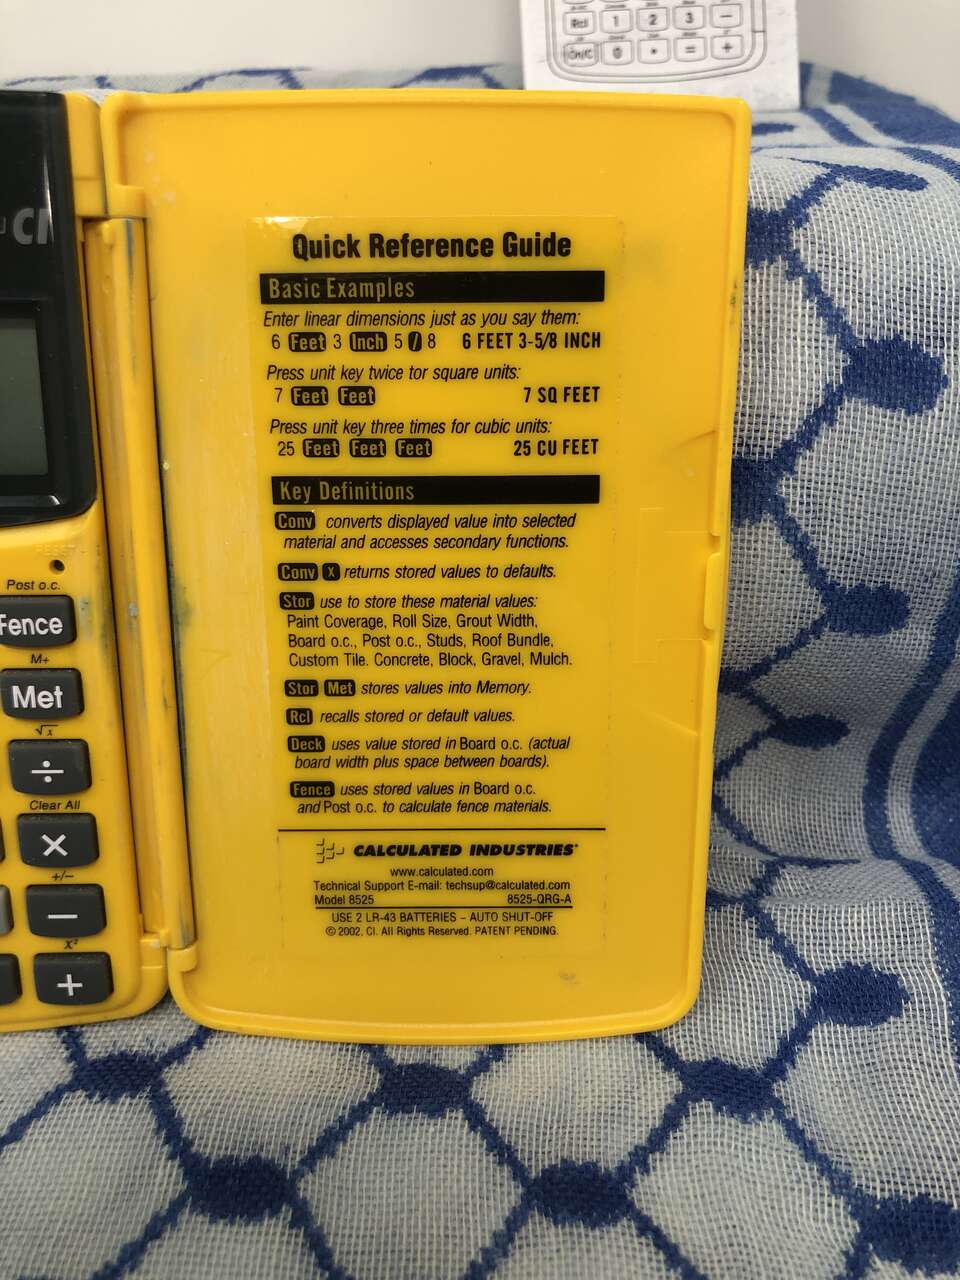 Rcl 1 2 3 −
On/C 0 • = +
CI
Quick Reference Guide
Basic Examples
Enter linear dimensions just as you say them:
6 Feet 3 Inch 5 / 8 6 FEET 3-5/8 INCH
Press unit key twice tor square units:
7 Feet Feet 7 SQ FEET
Press unit key three times for cubic units:
25 Feet Feet Feet 25 CU FEET
Key Definitions
Conv converts displayed value into selected
material and accesses secondary functions.
Conv x returns stored values to defaults.
Stor use to store these material values:
Paint Coverage, Roll Size, Grout Width,
Board o.c., Post o.c., Studs, Roof Bundle,
Custom Tile. Concrete, Block, Gravel, Mulch.
Stor Met stores values into Memory.
Rcl recalls stored or default values.
Deck uses value stored in Board o.c. (actual
board width plus space between boards).
Fence uses stored values in Board o.c.
and Post o.c. to calculate fence materials.
CALCULATED INDUSTRIES
www.calculated.com
Technical Support E-mail: techsup@calculated.com
Model 8525 8525-QRG-A
USE 2 LR-43 BATTERIES – AUTO SHUT-OFF
© 2002, CI. All Rights Reserved. PATENT PENDING.
RESET
Post o.c.
Fence
M+
Met
√x
÷
Clear All
×
+/−
−
x²
+